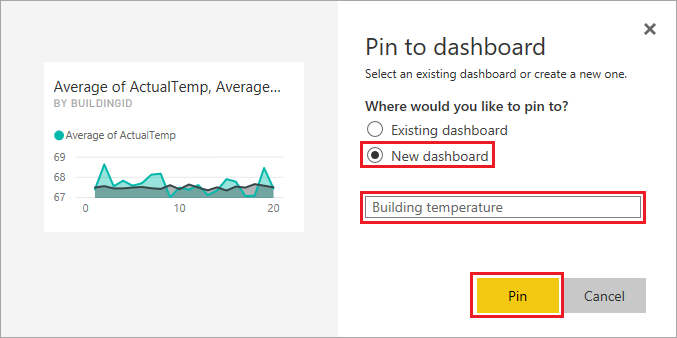 Average of ActualTemp, Average...
BY BUILDINGID
Average of ActualTemp
69
68
67
0 10 20
Pin to dashboard
Select an existing dashboard or create a new one.
Where would you like to pin to?
Existing dashboard
New dashboard
Building temperature
Pin Cancel